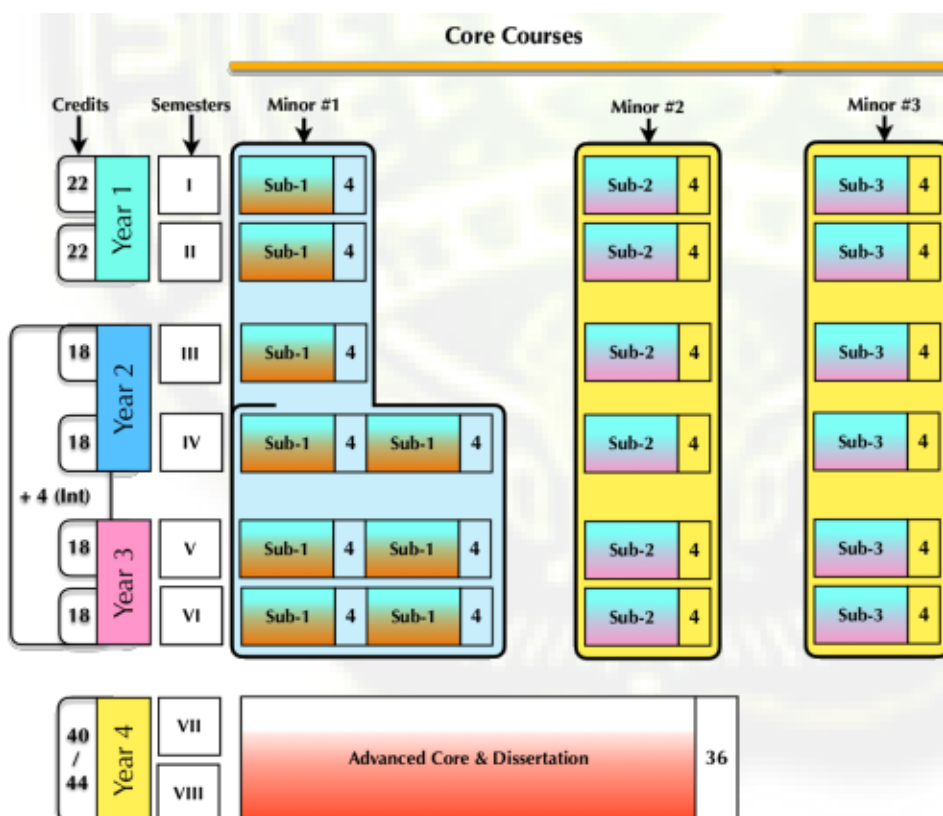 Core Courses
Credits Semesters Minor #1 Minor #2 Minor #3
22 Year 1 I Sub-1 4 Sub-2 4 Sub-3 4
22 II Sub-1 4 Sub-2 4 Sub-3 4
18 Year 2 III Sub-1 4 Sub-2 4 Sub-3 4
18 IV Sub-1 4 Sub-1 4 Sub-2 4 Sub-3 4
+ 4 (Int)
18 Year 3 V Sub-1 4 Sub-1 4 Sub-2 4 Sub-3 4
18 VI Sub-1 4 Sub-1 4 Sub-2 4 Sub-3 4
40 / 44 Year 4 VII Advanced Core & Dissertation 36
VIII